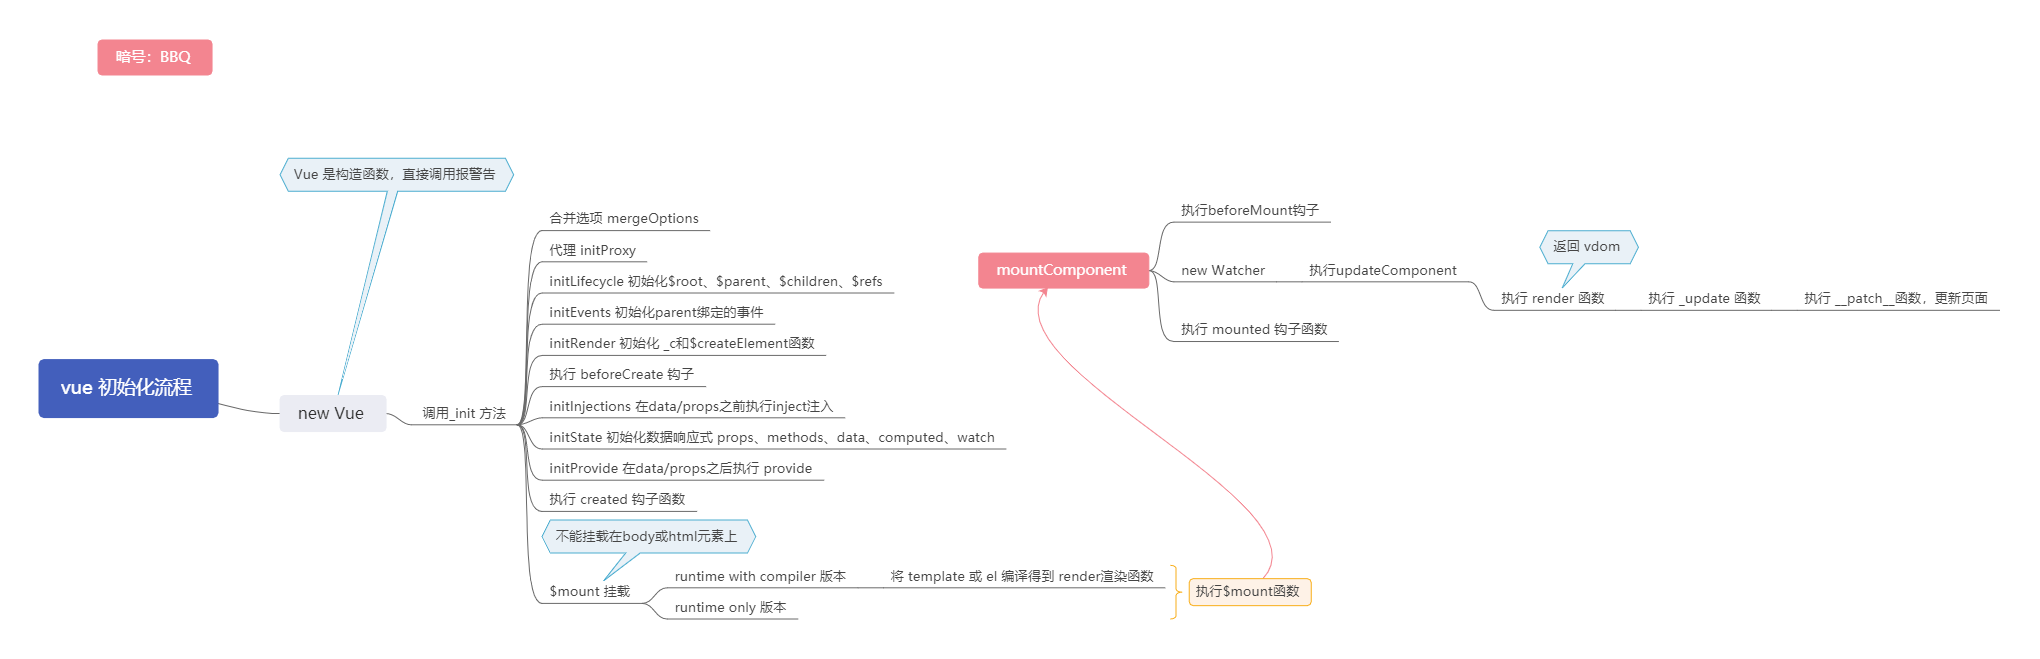 暗号：BBQ
vue 初始化流程
Vue 是构造函数，直接调用报警告
new Vue
调用_init 方法
合并选项 mergeOptions
代理 initProxy
initLifecycle 初始化$root、$parent、$children、$refs
initEvents 初始化parent绑定的事件
initRender 初始化 _c和$createElement函数
执行 beforeCreate 钩子
initInjections 在data/props之前执行inject注入
initState 初始化数据响应式 props、methods、data、computed、watch
initProvide 在data/props之后执行 provide
执行 created 钩子函数
不能挂载在body或html元素上
$mount 挂载
runtime with compiler 版本
将 template 或 el 编译得到 render渲染函数
runtime only 版本
执行$mount函数
mountComponent
执行beforeMount钩子
new Watcher
执行updateComponent
返回 vdom
执行 render 函数
执行 _update 函数
执行 __patch__函数，更新页面
执行 mounted 钩子函数